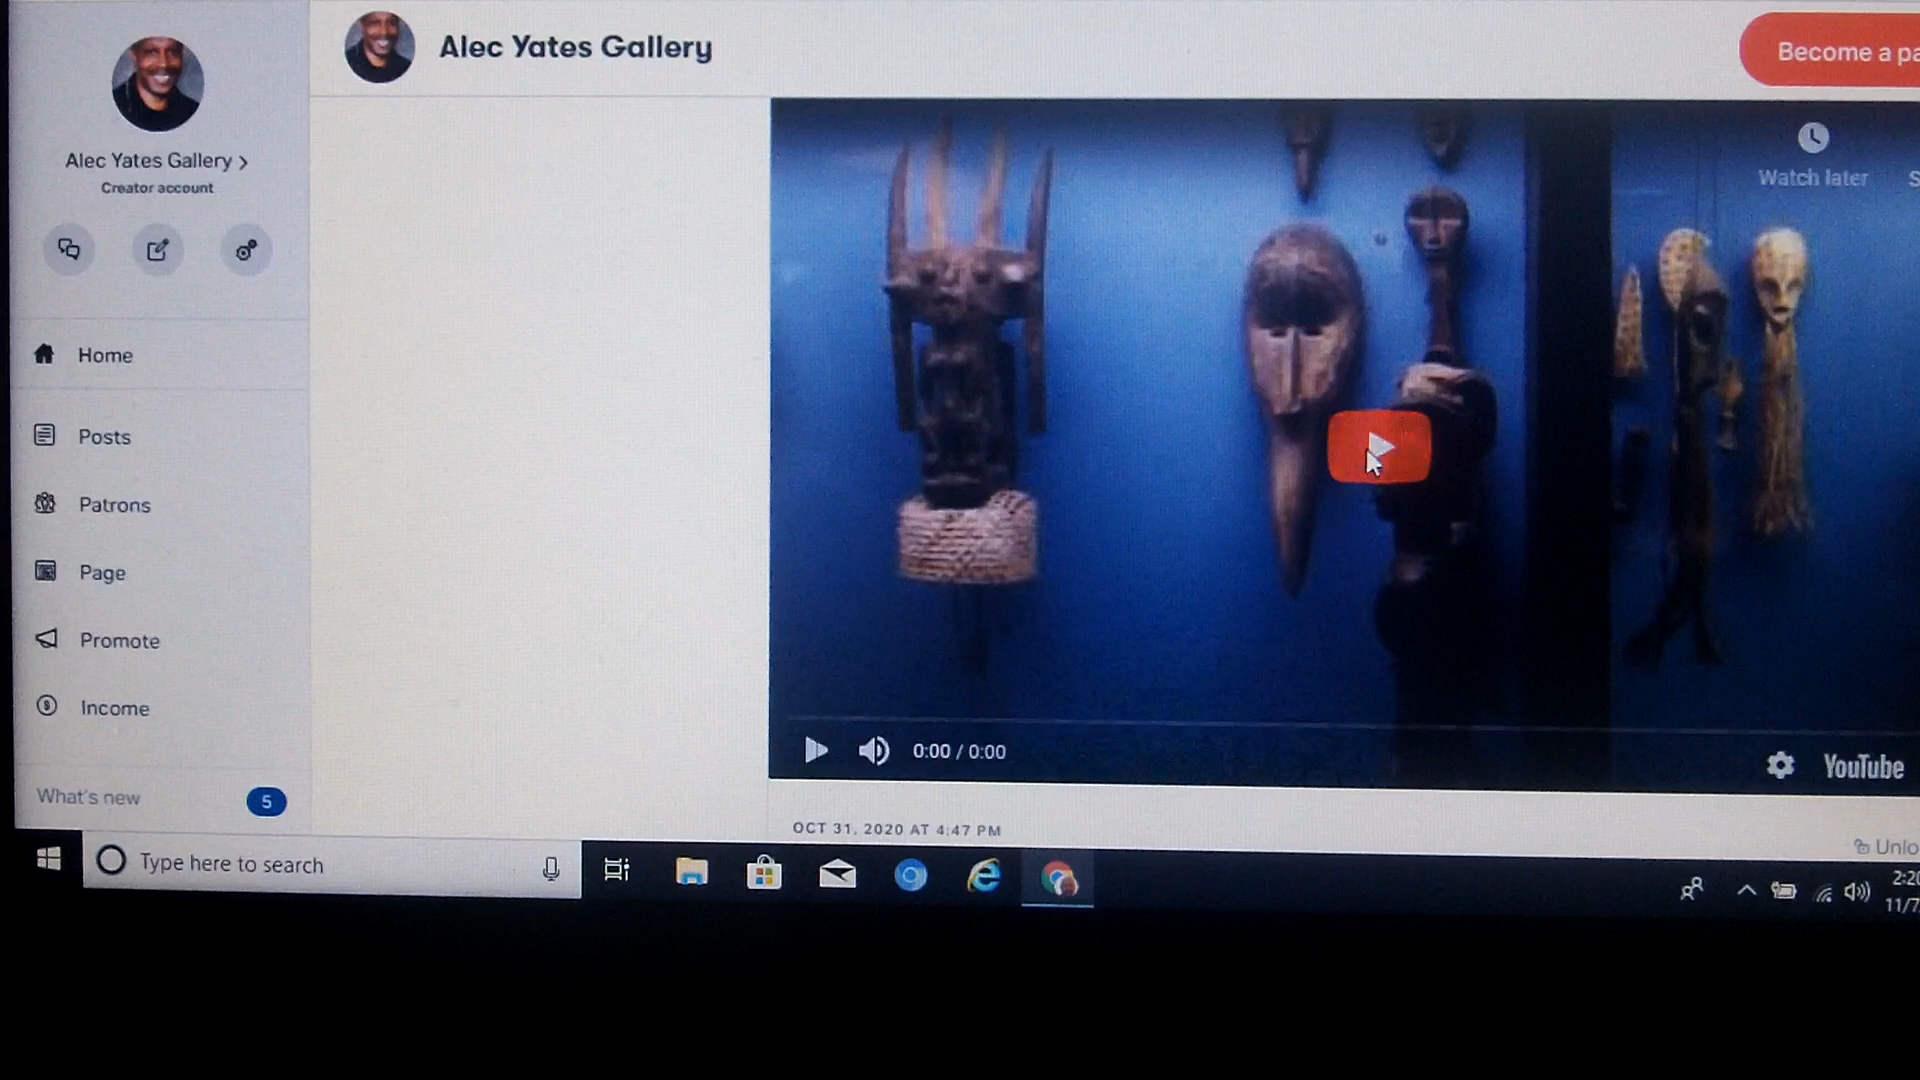 Alec Yates Gallery
Become a pa
Alec Yates Gallery >
Creator account
Home
Posts
Patrons
Page
Promote
Income
What's new 5
Watch later S
0:00 / 0:00
YouTube
OCT 31, 2020 AT 4:47 PM
Unlo
Type here to search
2:20
11/7